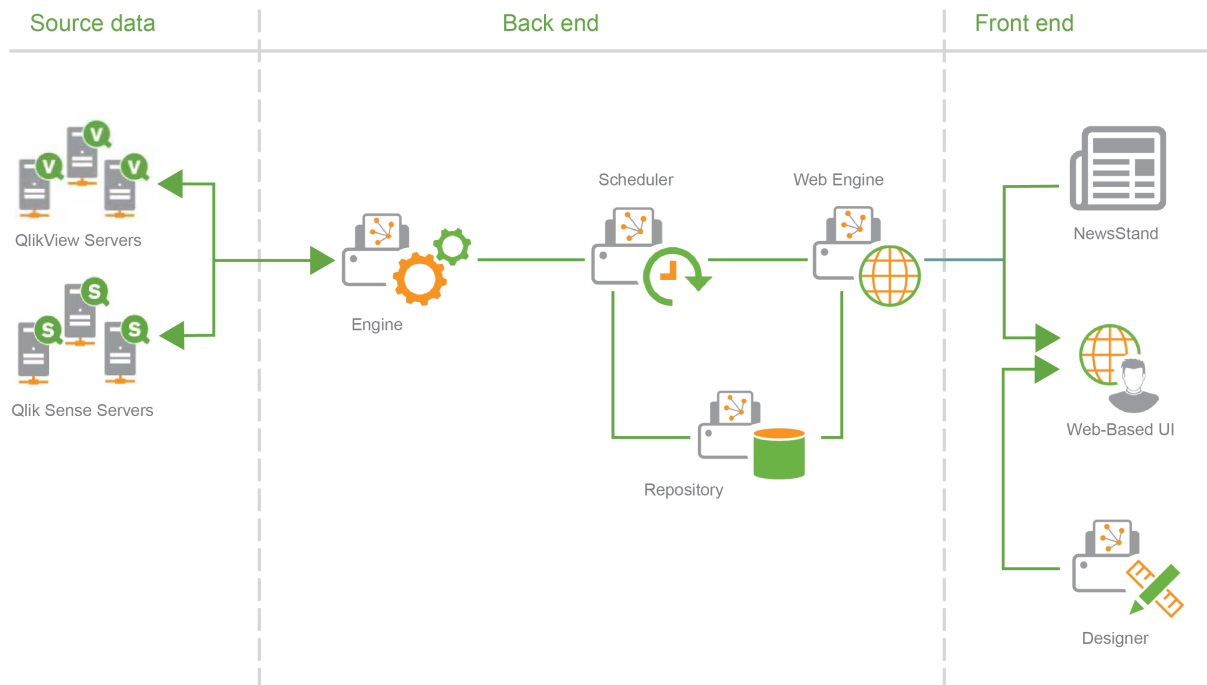 Source data
Back end
Front end
V
V
V
QlikView Servers
S
S
S
Qlik Sense Servers
Engine
Scheduler
Web Engine
Repository
NewsStand
Web-Based UI
Designer